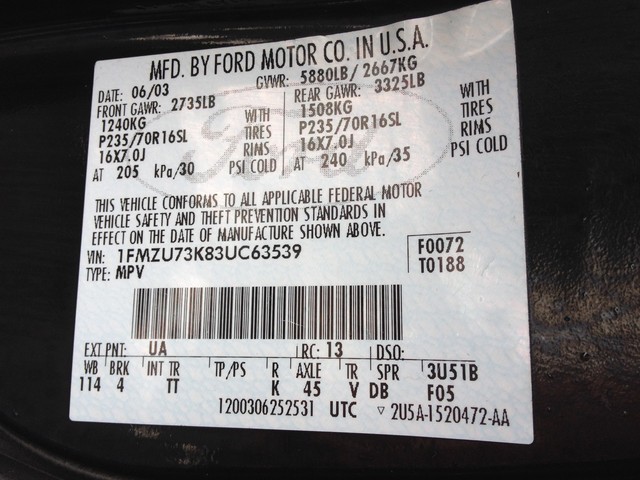 MFD. BY FORD MOTOR CO. IN U.S.A.
DATE: 06/03 GVWR: 5880LB/2667KG
FRONT GAWR: 2735LB REAR GAWR: 3325LB
1240KG WITH 1508KG WITH
P235/70R16SL TIRES P235/70R16SL TIRES
16X7.0J RIMS 16X7.0J RIMS
AT 205 kPa/30 PSI COLD AT 240 kPa/35 PSI COLD
Ford
THIS VEHICLE CONFORMS TO ALL APPLICABLE FEDERAL MOTOR
VEHICLE SAFETY AND THEFT PREVENTION STANDARDS IN
EFFECT ON THE DATE OF MANUFACTURE SHOWN ABOVE.
VIN: 1FMZU73K83UC63539 F0072
TYPE: MPV T0188
EXT PNT: UA RC: 13 DSO:
WB BRK INT TR TP/PS R AXLE TR SPR 3U51B
114 4 TT K 45 V DB F05
1200306252531 UTC 2U5A-1520472-AA